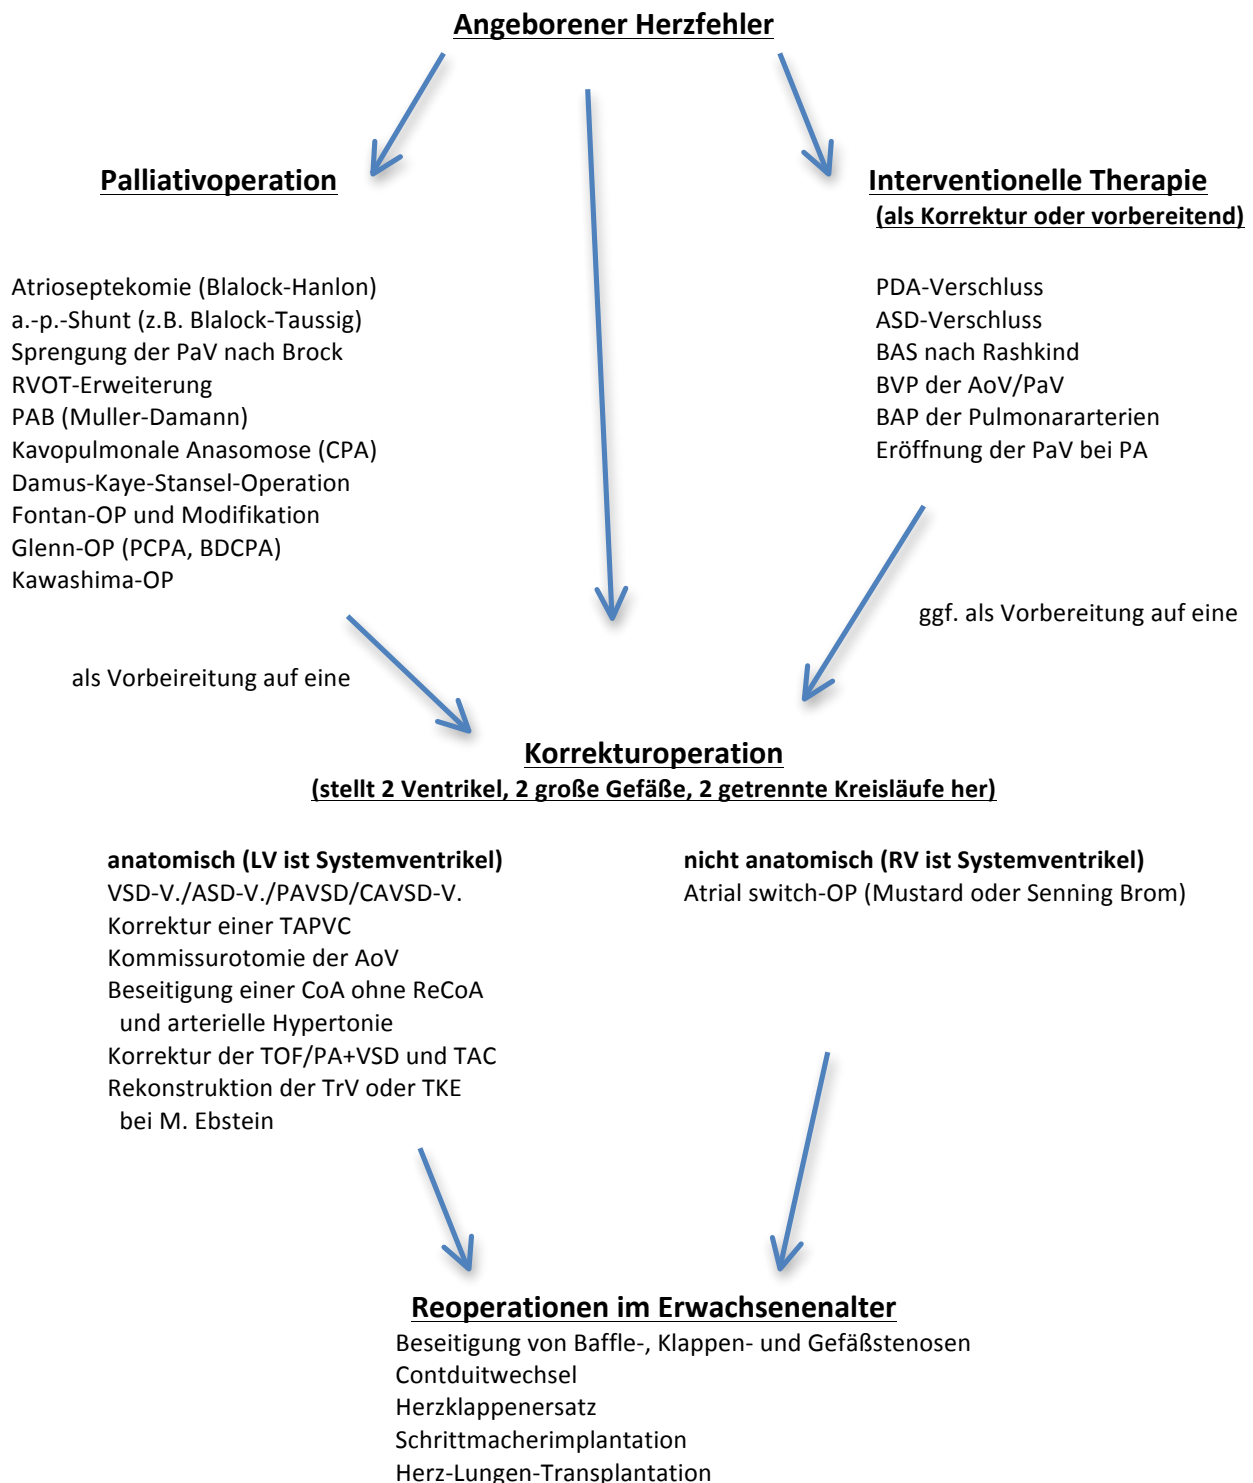 Angeborener Herzfehler
Palliativoperation
Atrioseptekomie (Blalock-Hanlon)
a.-p.-Shunt (z.B. Blalock-Taussig)
Sprengung der PaV nach Brock
RVOT-Erweiterung
PAB (Muller-Damann)
Kavopulmonale Anasomose (CPA)
Damus-Kaye-Stansel-Operation
Fontan-OP und Modifikation
Glenn-OP (PCPA, BDCPA)
Kawashima-OP
als Vorbeireitung auf eine
Interventionelle Therapie
(als Korrektur oder vorbereitend)
PDA-Verschluss
ASD-Verschluss
BAS nach Rashkind
BVP der AoV/PaV
BAP der Pulmonararterien
Eröffnung der PaV bei PA
ggf. als Vorbereitung auf eine
Korrekturoperation
(stellt 2 Ventrikel, 2 große Gefäße, 2 getrennte Kreisläufe her)
anatomisch (LV ist Systemventrikel)
VSD-V./ASD-V./PAVSD/CAVSD-V.
Korrektur einer TAPVC
Kommissurotomie der AoV
Beseitigung einer CoA ohne ReCoA
und arterielle Hypertonie
Korrektur der TOF/PA+VSD und TAC
Rekonstruktion der TrV oder TKE
bei M. Ebstein
nicht anatomisch (RV ist Systemventrikel)
Atrial switch-OP (Mustard oder Senning Brom)
Reoperationen im Erwachsenenalter
Beseitigung von Baffle-, Klappen- und Gefäßstenosen
Contduitwechsel
Herzklappenersatz
Schrittmacherimplantation
Herz-Lungen-Transplantation